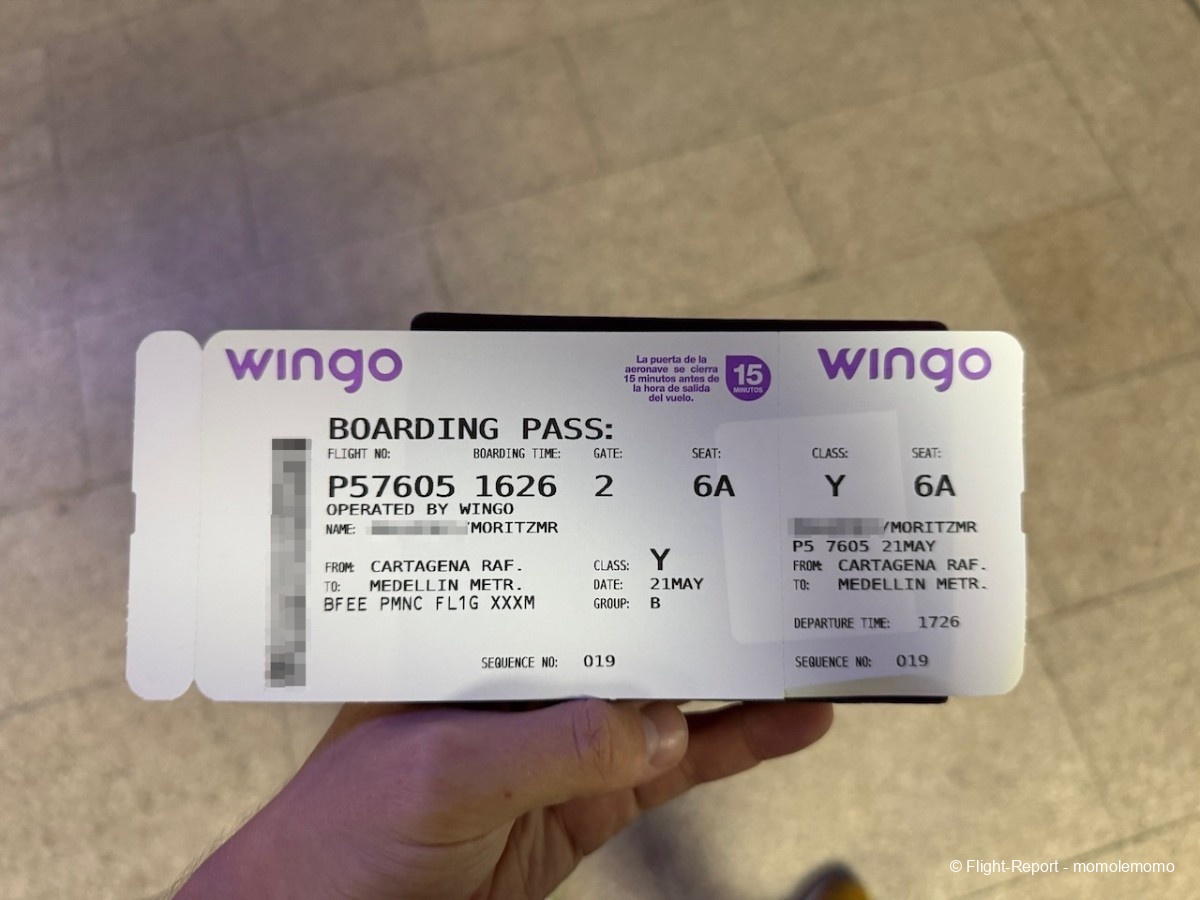 wingo
La puerta de la
aeronave se cierra
15 minutos antes de
la hora de salida
del vuelo.
15
MINUTOS
wingo
BOARDING PASS:
FLIGHT NO: BOARDING TIME: GATE: SEAT: CLASS: SEAT:
P57605 1626 2 6A Y 6A
OPERATED BY WINGO
NAME: /MORITZMR /MORITZMR
P5 7605 21MAY
FROM: CARTAGENA RAF. CLASS: Y FROM: CARTAGENA RAF.
TO: MEDELLIN METR. DATE: 21MAY TO: MEDELLIN METR.
BFEE PMNC FL1G XXXM GROUP: B
DEPARTURE TIME: 1726
SEQUENCE NO: 019 SEQUENCE NO: 019
© Flight-Report - momolemomo